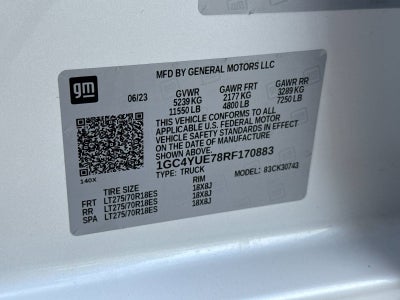 gm
MFD BY GENERAL MOTORS LLC
06/23 GVWR GAWR FRT GAWR RR
5239 KG 2177 KG 3289 KG
11550 LB 4800 LB 7250 LB
THIS VEHICLE CONFORMS TO ALL
APPLICABLE U.S. FEDERAL MOTOR
VEHICLE SAFETY STANDARDS IN EFFECT
ON THE DATE OF MANUFACTURE SHOWN ABOVE.
1GC4YUE78RF170883
140X
TYPE: TRUCK MODEL: 83CK30743
TIRE SIZE RIM
FRT LT275/70R18ES 18X8J
RR LT275/70R18ES 18X8J
SPA LT275/70R18ES 18X8J